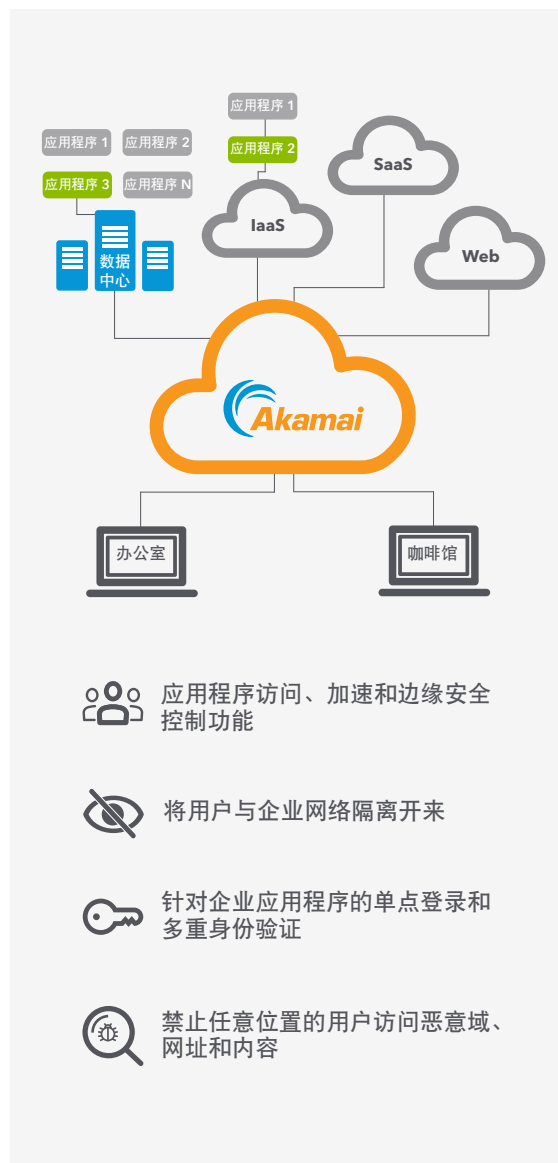 应用程序 1
应用程序 1
应用程序 2
应用程序 2
应用程序 3
应用程序 N
SaaS
IaaS
Web
数据
中心
Akamai
办公室
咖啡馆
应用程序访问、加速和边缘安全
控制功能
将用户与企业网络隔离开来
针对企业应用程序的单点登录和
多重身份验证
禁止任意位置的用户访问恶意域、
网址和内容